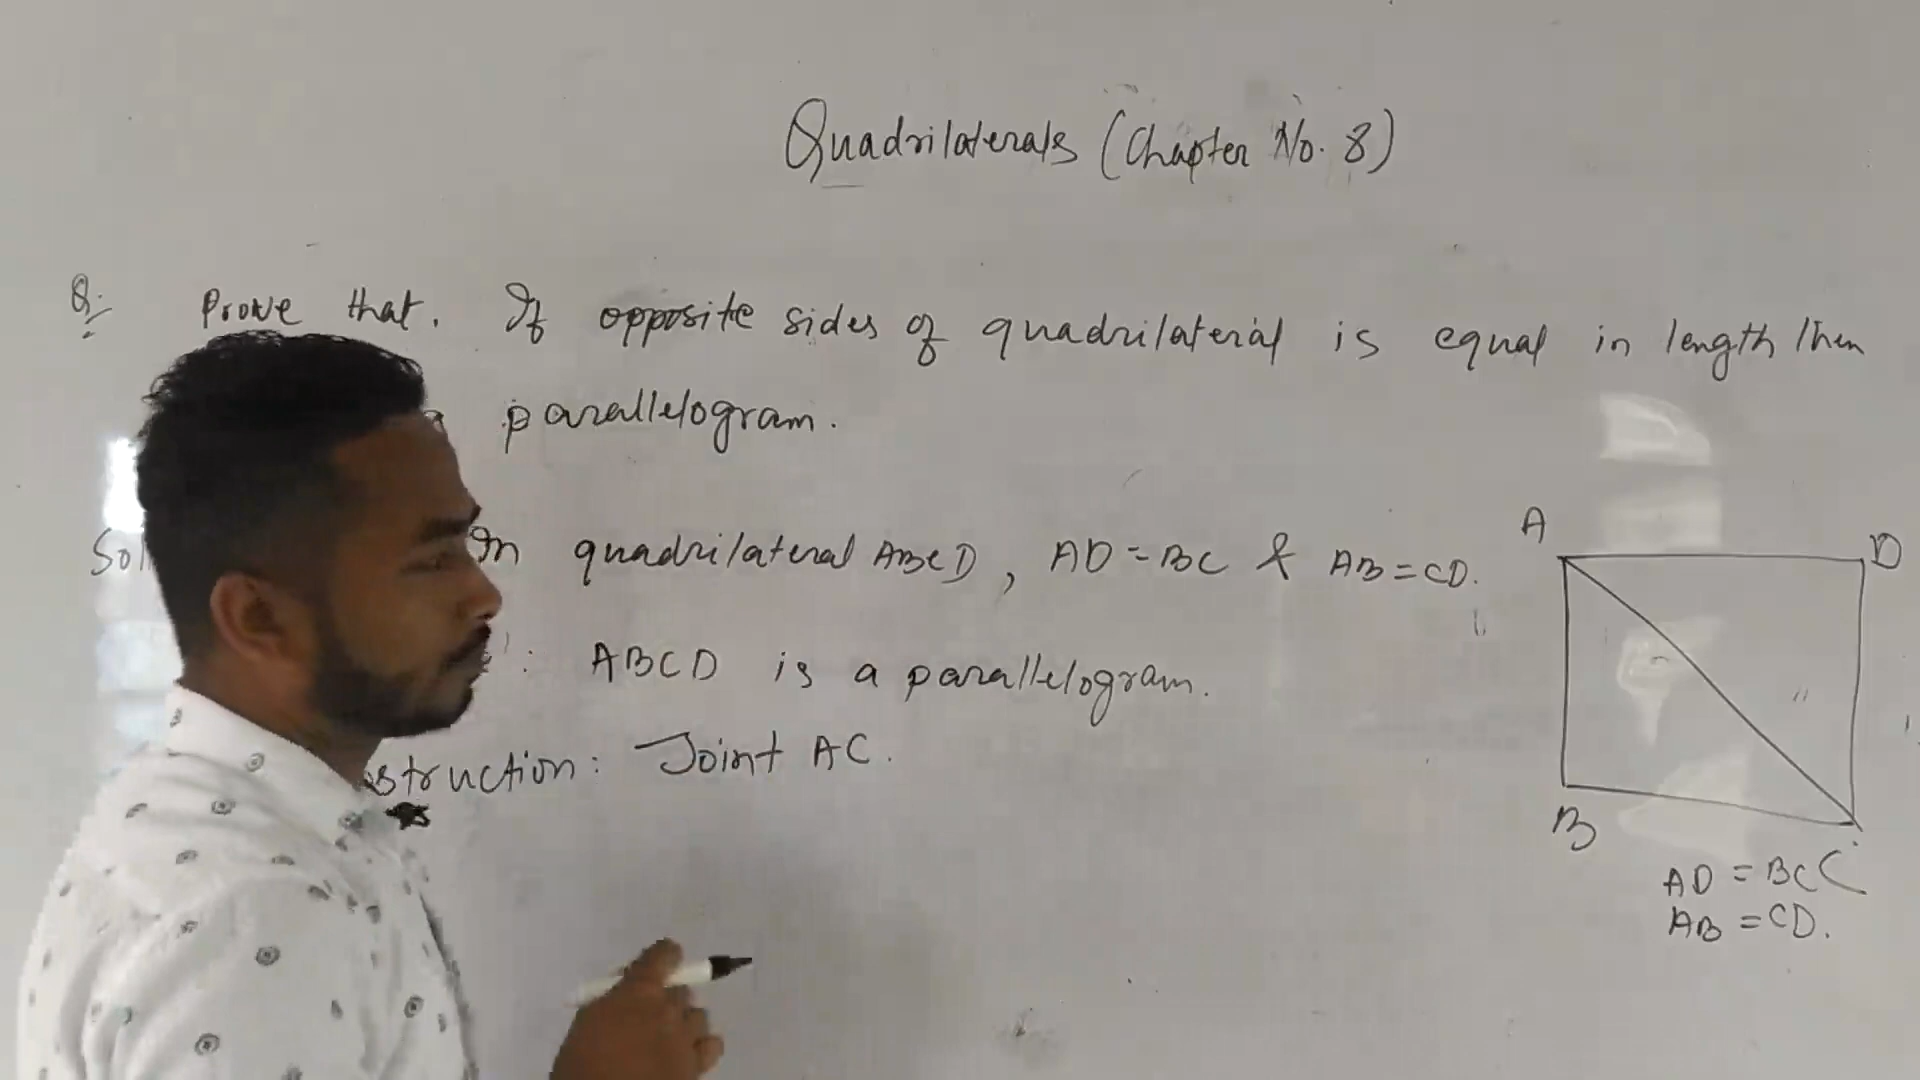 Quadrilaterals (Chapter No. 8)
Q. Prove that. If opposite sides of quadrilateral is equal in length then
parallelogram.
Sol In quadrilateral ABCD, AD = BC & AB = CD.
: ABCD is a parallelogram.
struction: Joint AC.
A
D
B
C
AD = BC
AB = CD.